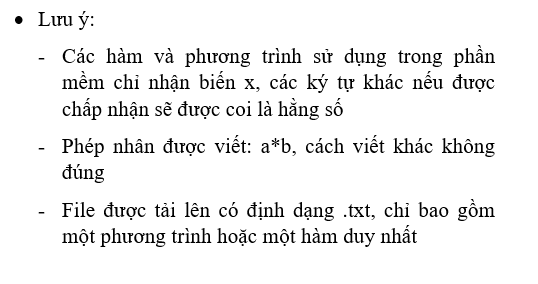 • Lưu ý:
- Các hàm và phương trình sử dụng trong phần
mềm chỉ nhận biến x, các ký tự khác nếu được
chấp nhận sẽ được coi là hằng số
- Phép nhân được viết: a*b, cách viết khác không
đúng
- File được tải lên có định dạng .txt, chỉ bao gồm
một phương trình hoặc một hàm duy nhất